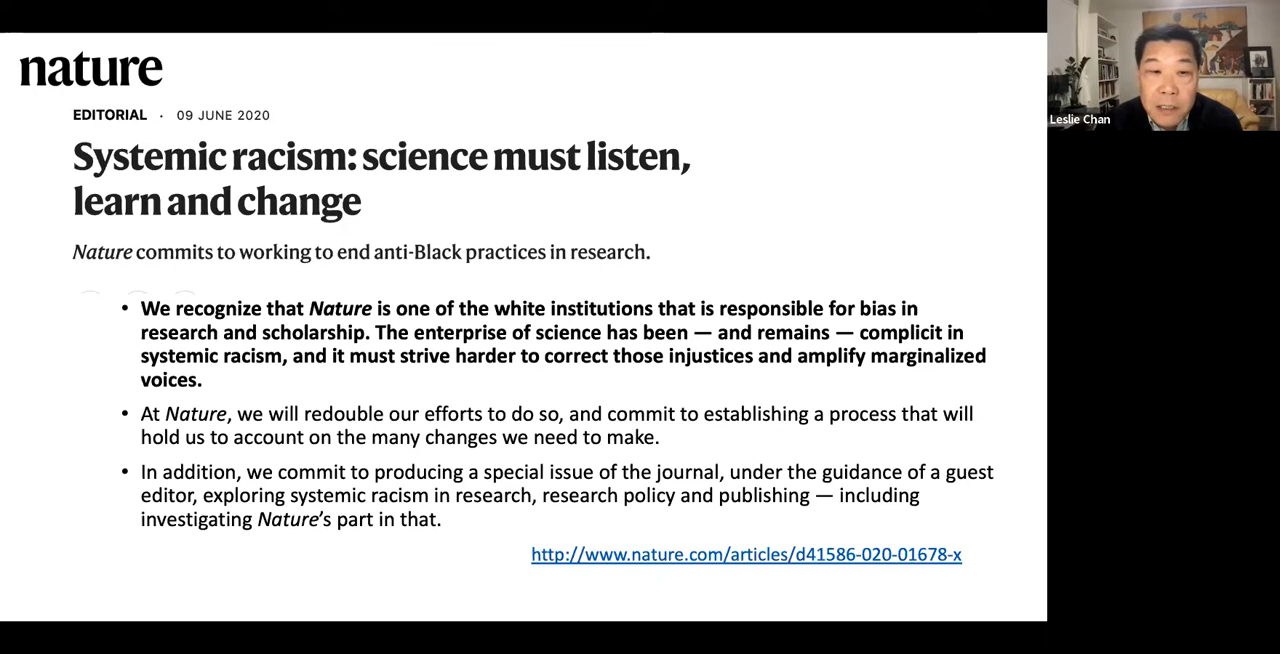 nature
EDITORIAL · 09 JUNE 2020
Systemic racism: science must listen,
learn and change
Nature commits to working to end anti-Black practices in research.
• We recognize that Nature is one of the white institutions that is responsible for bias in
research and scholarship. The enterprise of science has been — and remains — complicit in
systemic racism, and it must strive harder to correct those injustices and amplify marginalized
voices.
• At Nature, we will redouble our efforts to do so, and commit to establishing a process that will
hold us to account on the many changes we need to make.
• In addition, we commit to producing a special issue of the journal, under the guidance of a guest
editor, exploring systemic racism in research, research policy and publishing — including
investigating Nature's part in that.
http://www.nature.com/articles/d41586-020-01678-x
Leslie Chan